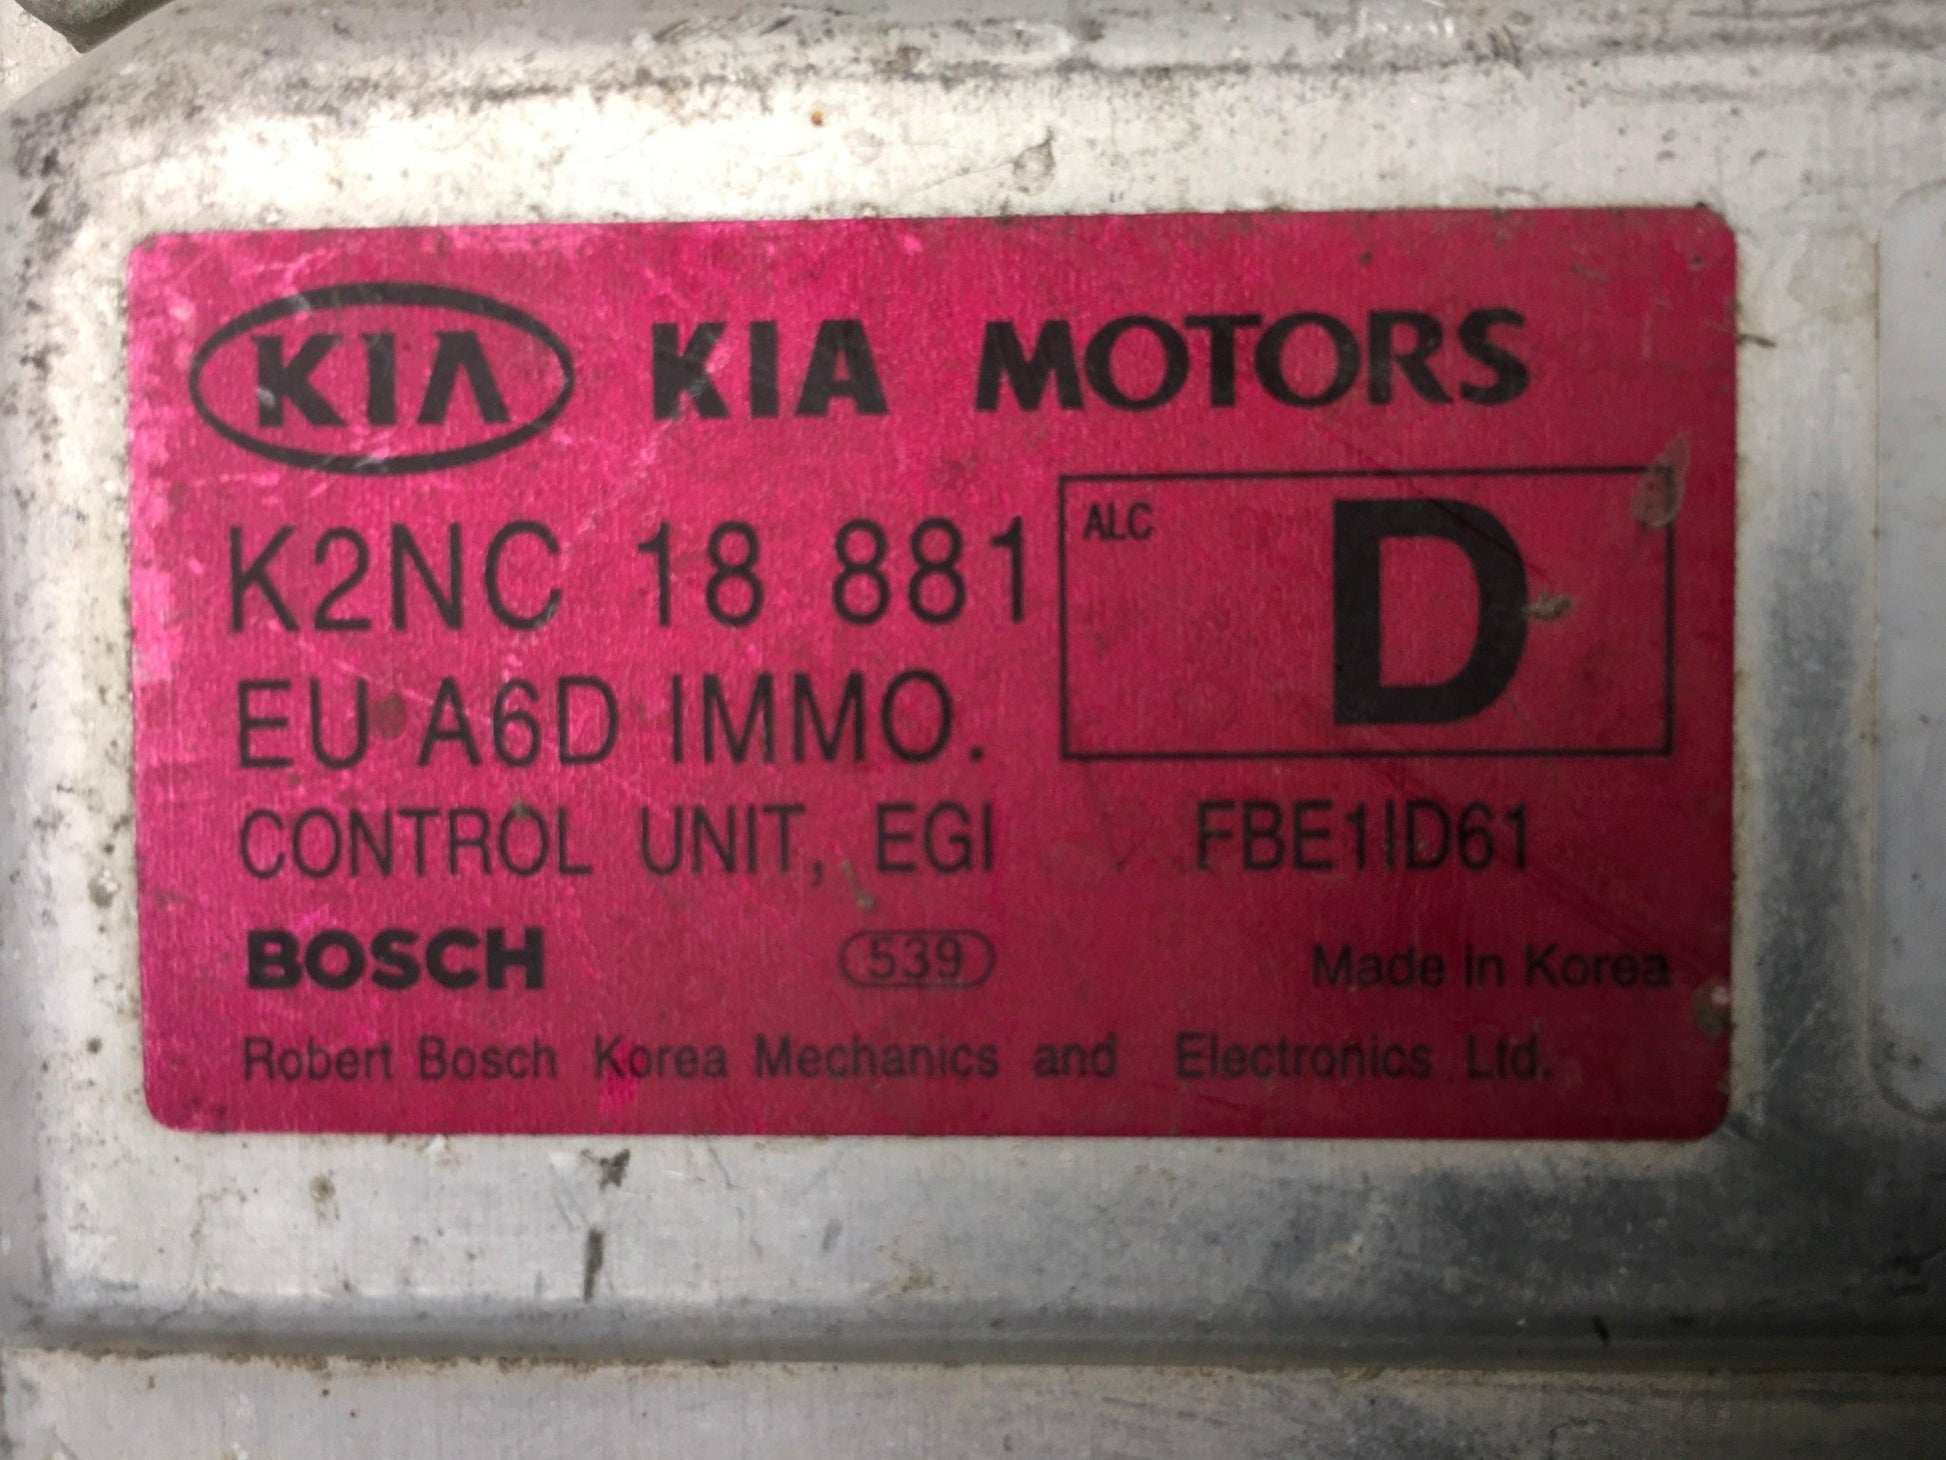 KIA KIA MOTORS
K2NC 18 881
ALC D
EU A6D IMMO.
CONTROL UNIT, EGI FBE1ID61
BOSCH 539 Made in Korea
Robert Bosch Korea Mechanics and Electronics Ltd.